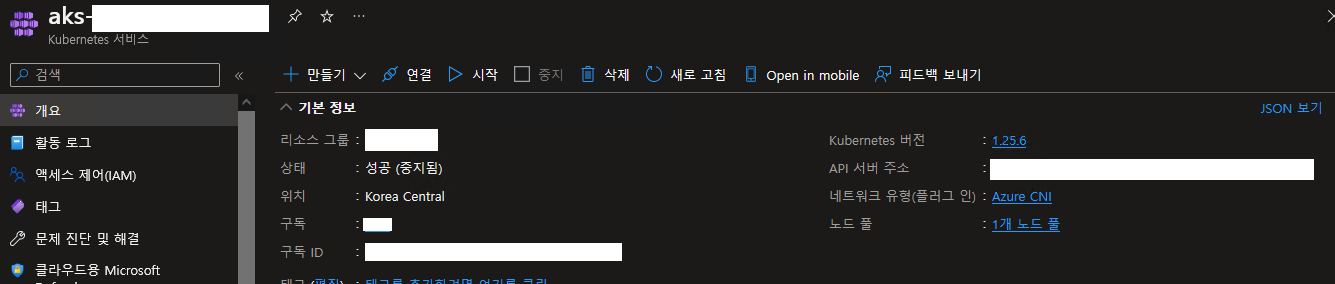 aks-
Kubernetes 서비스
검색
개요
활동 로그
액세스 제어(IAM)
태그
문제 진단 및 해결
클라우드용 Microsoft
만들기 연결 시작 중지 삭제 새로 고침 Open in mobile 피드백 보내기
기본 정보 JSON 보기
리소스 그룹 :
상태 : 성공 (중지됨)
위치 : Korea Central
구독 :
구독 ID :
Kubernetes 버전 : 1.25.6
API 서버 주소 :
네트워크 유형(플러그 인) : Azure CNI
노드 풀 : 1개 노드 풀